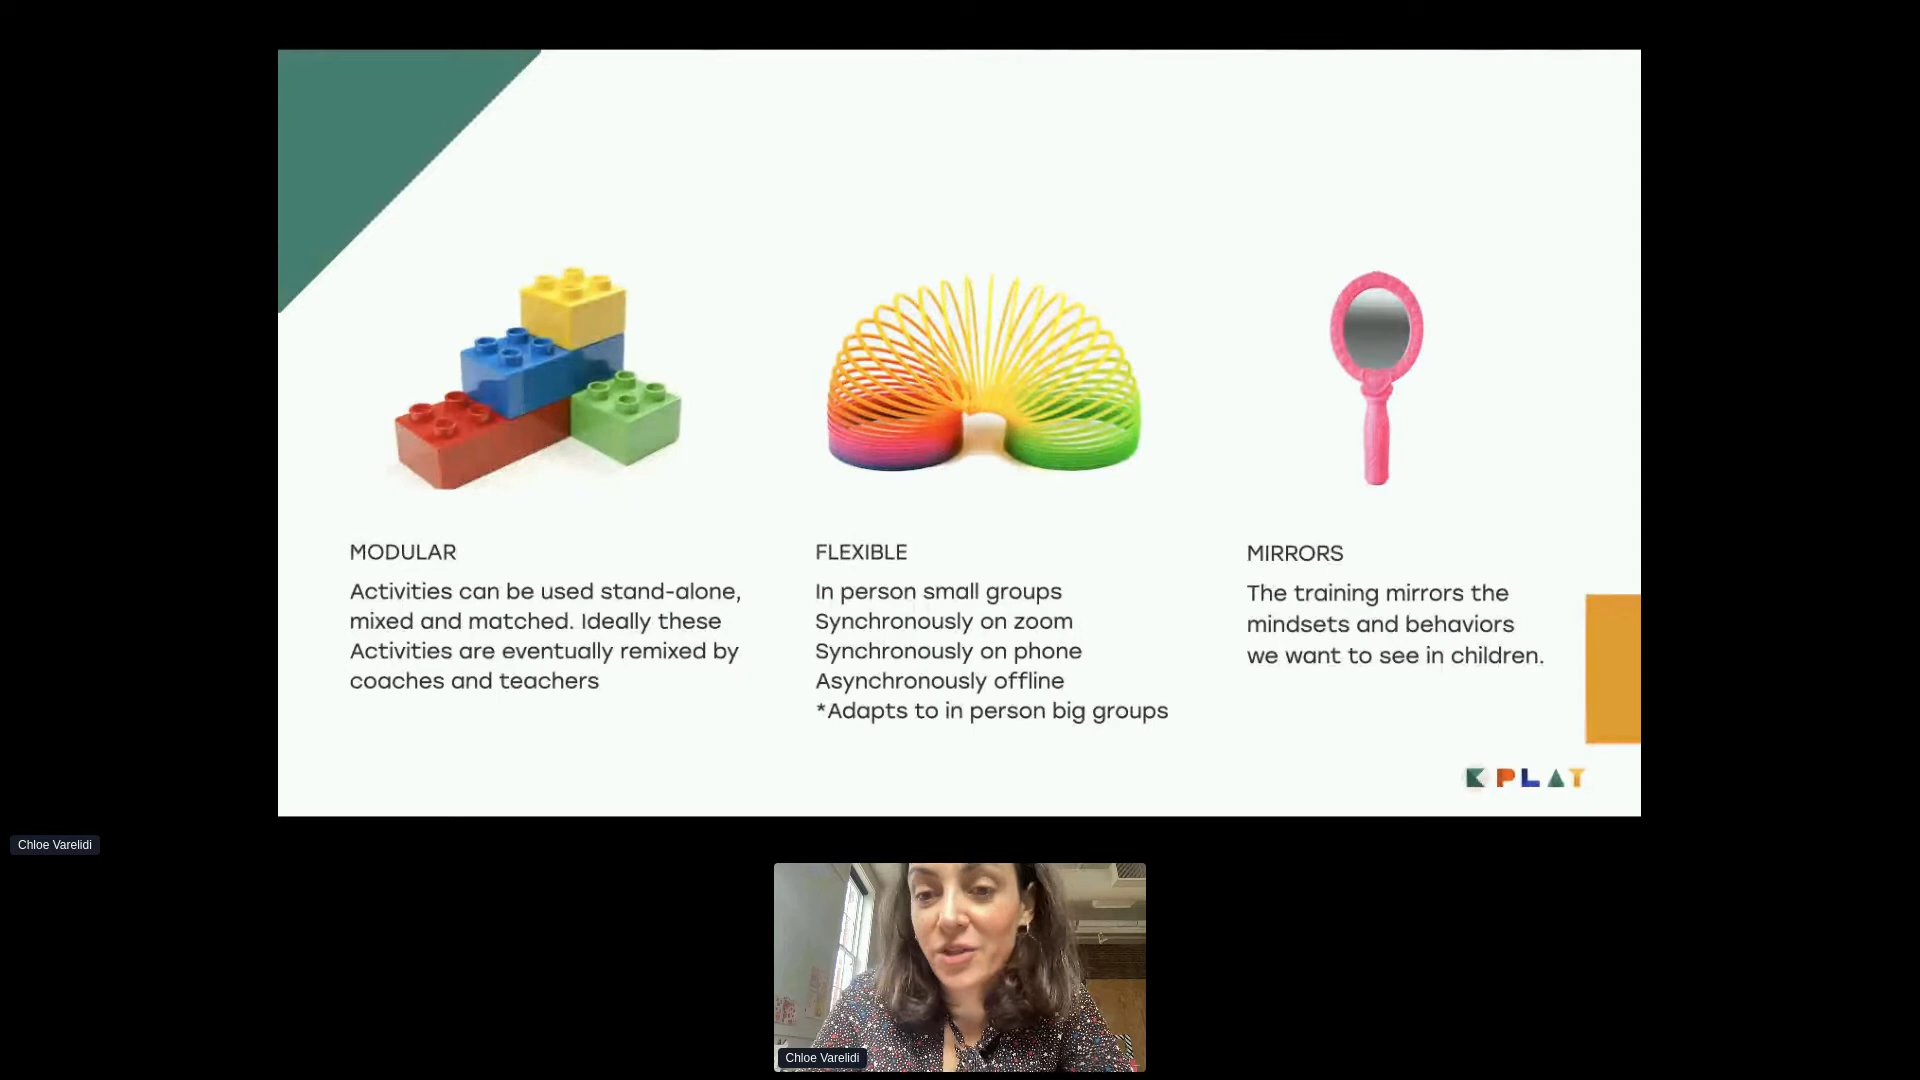 MODULAR
Activities can be used stand-alone,
mixed and matched. Ideally these
Activities are eventually remixed by
coaches and teachers
FLEXIBLE
In person small groups
Synchronously on zoom
Synchronously on phone
Asynchronously offline
*Adapts to in person big groups
MIRRORS
The training mirrors the
mindsets and behaviors
we want to see in children.
K PLAT
Chloe Varelidi
Chloe Varelidi